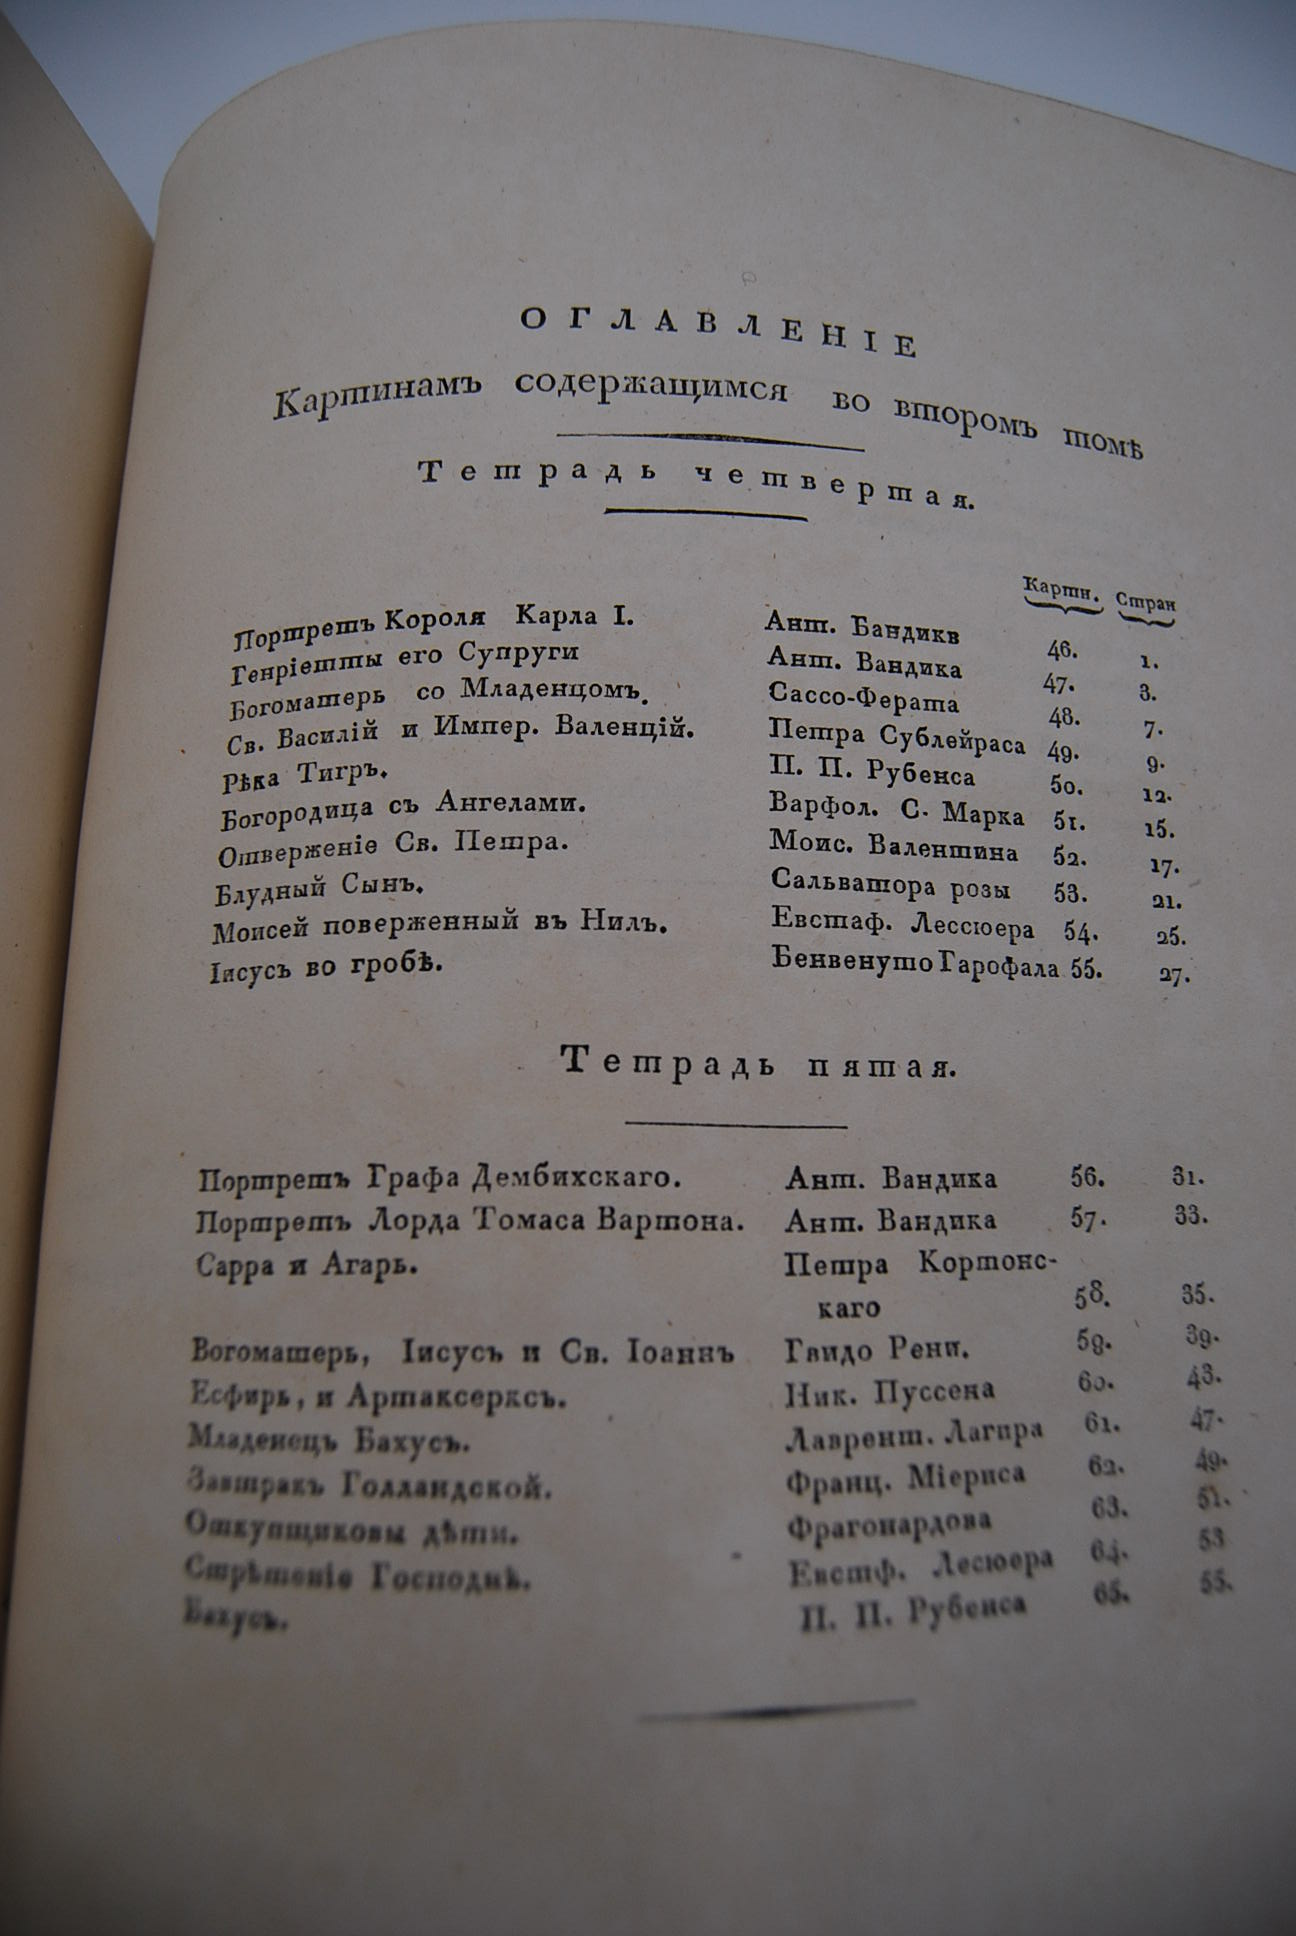 ОГЛАВЛЕНІЕ
Картинамъ содержащимся во второмъ томѣ
Тетрадь четвертая.
Картн. Стран
Портретъ Короля Карла I. Ант. Бандикв 46. 1.
Генріетты его Супруги Ант. Вандика 47. 3.
Богоматерь со Младенцомъ. Сассо-Ферата 48. 7.
Св. Василій и Импер. Валенцій. Петра Сублейраса 49. 9.
Рѣка Тигръ. П. П. Рубенса 50. 12.
Богородица съ Ангелами. Варфол. С. Марка 51. 15.
Отверженіе Св. Петра. Моис. Валентина 52. 17.
Блудный Сынъ. Сальватора розы 53. 21.
Моисей поверженный въ Нилъ. Евстаф. Лессюера 54. 25.
Іисусъ во гробѣ. Бенвенуто Гарофала 55. 27.
Тетрадь пятая.
Портретъ Графа Дембихскаго. Ант. Вандика 56. 31.
Портретъ Лорда Томаса Вартона. Ант. Вандика 57. 33.
Сарра и Агарь. Петра Кортонс-
каго 58. 35.
Вогоматерь, Іисусъ и Св. Іоаннъ Гвидо Рени. 59. 39.
Есфирь, и Артаксерксъ. Ник. Пуссена 60. 43.
Младенецъ Бахусъ. Лаврент. Лагира 61. 47.
Завтракъ Голландской. Франц. Міериса 62. 49.
Откупщиковы дѣти. Фрагонардова 63. 51.
Стрѣтеніе Господнѣ. Евстф. Лесюера 64. 53
Бахусъ. П. П. Рубенса 65. 55.